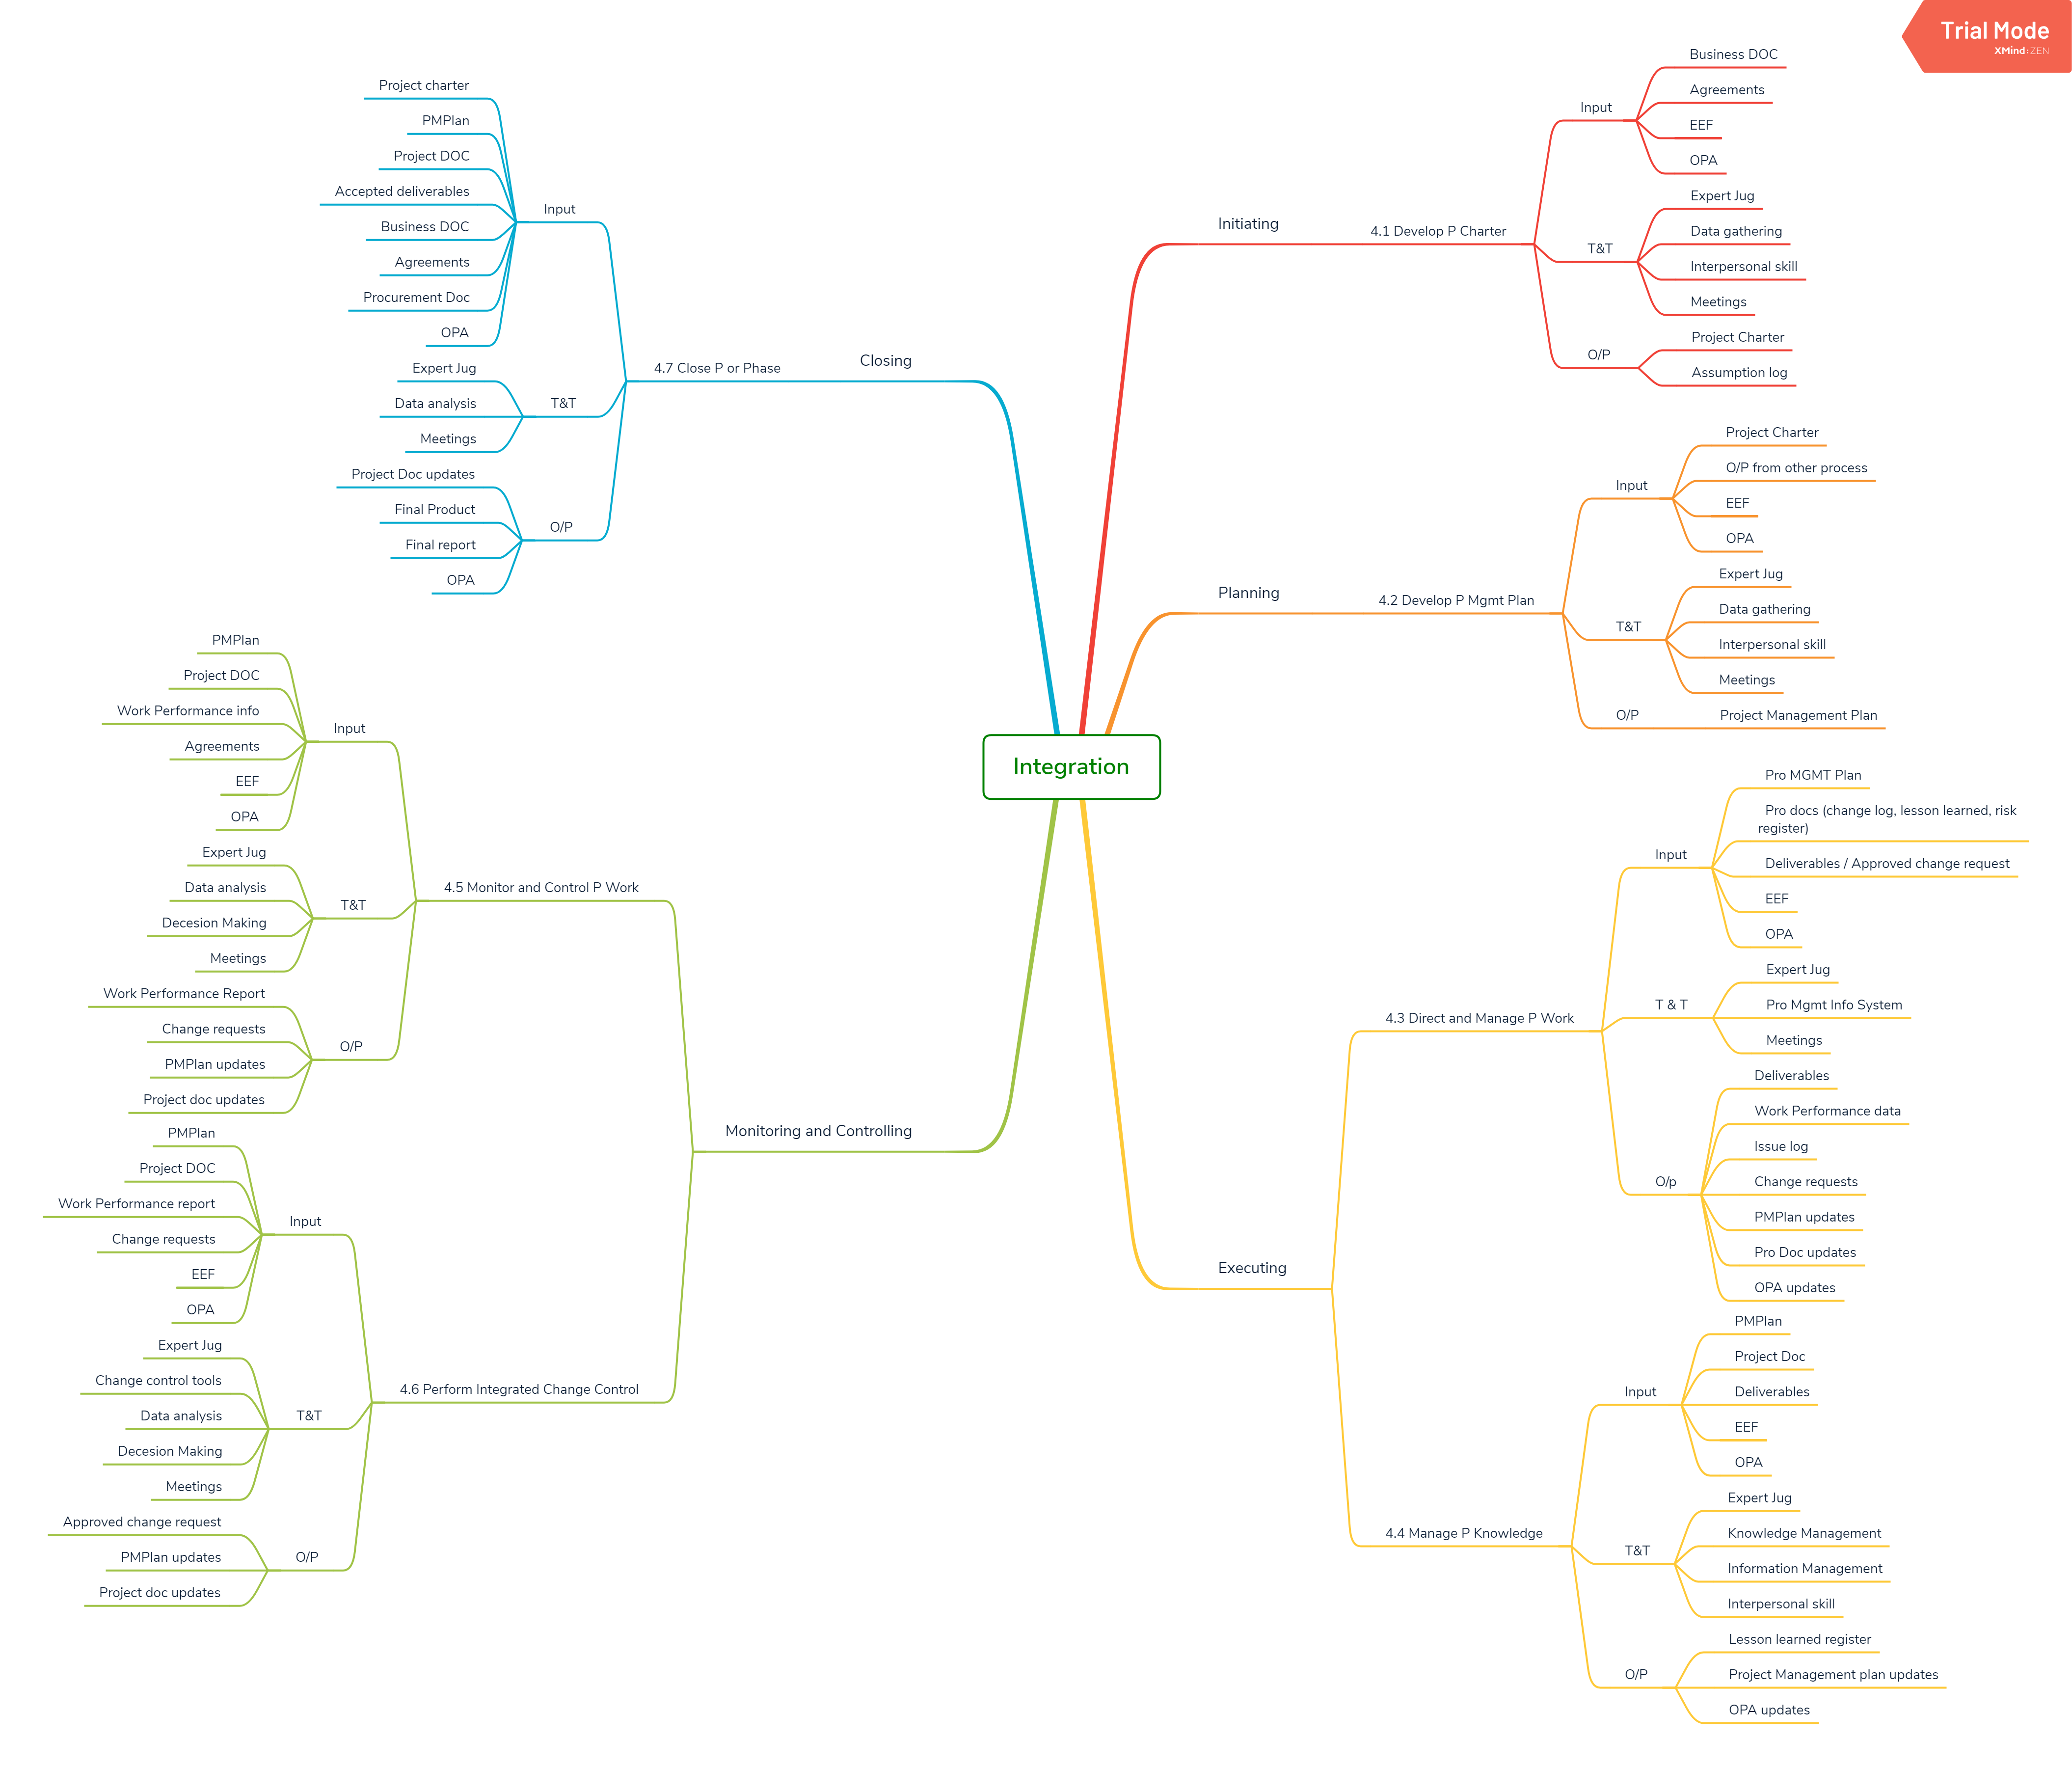 Trial Mode
XMind:ZEN
Integration
Initiating
4.1 Develop P Charter
Input
Business DOC
Agreements
EEF
OPA
T&T
Expert Jug
Data gathering
Interpersonal skill
Meetings
O/P
Project Charter
Assumption log
Planning
4.2 Develop P Mgmt Plan
Input
Project Charter
O/P from other process
EEF
OPA
T&T
Expert Jug
Data gathering
Interpersonal skill
Meetings
O/P
Project Management Plan
Executing
4.3 Direct and Manage P Work
Input
Pro MGMT Plan
Pro docs (change log, lesson learned, risk
register)
Deliverables / Approved change request
EEF
OPA
T & T
Expert Jug
Pro Mgmt Info System
Meetings
O/p
Deliverables
Work Performance data
Issue log
Change requests
PMPlan updates
Pro Doc updates
OPA updates
4.4 Manage P Knowledge
Input
PMPlan
Project Doc
Deliverables
EEF
OPA
T&T
Expert Jug
Knowledge Management
Information Management
Interpersonal skill
O/P
Lesson learned register
Project Management plan updates
OPA updates
Monitoring and Controlling
4.5 Monitor and Control P Work
Input
PMPlan
Project DOC
Work Performance info
Agreements
EEF
OPA
T&T
Expert Jug
Data analysis
Decesion Making
Meetings
O/P
Work Performance Report
Change requests
PMPlan updates
Project doc updates
4.6 Perform Integrated Change Control
Input
PMPlan
Project DOC
Work Performance report
Change requests
EEF
OPA
T&T
Expert Jug
Change control tools
Data analysis
Decesion Making
Meetings
O/P
Approved change request
PMPlan updates
Project doc updates
Closing
4.7 Close P or Phase
Input
Project charter
PMPlan
Project DOC
Accepted deliverables
Business DOC
Agreements
Procurement Doc
OPA
T&T
Expert Jug
Data analysis
Meetings
O/P
Project Doc updates
Final Product
Final report
OPA